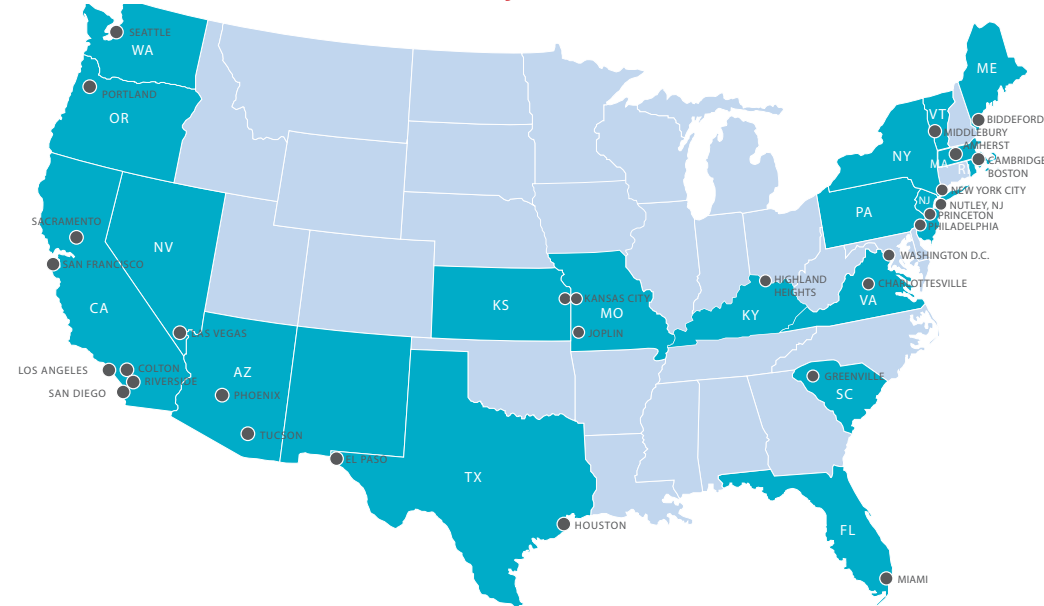 SEATTLE
WA
PORTLAND
OR
ME
BIDDEFORD
VT
MIDDLEBURY
AMHERST
NY
MA
CAMBRIDGE
RI
BOSTON
NEW YORK CITY
NJ
NUTLEY, NJ
PA
PRINCETON
PHILADELPHIA
SACRAMENTO
NV
SAN FRANCISCO
WASHINGTON D.C.
HIGHLAND
HEIGHTS
CHARLOTTESVILLE
CA
KS
KANSAS CITY
MO
KY
VA
LAS VEGAS
JOPLIN
LOS ANGELES
COLTON
RIVERSIDE
AZ
GREENVILLE
SAN DIEGO
PHOENIX
SC
TUCSON
EL PASO
TX
HOUSTON
FL
MIAMI